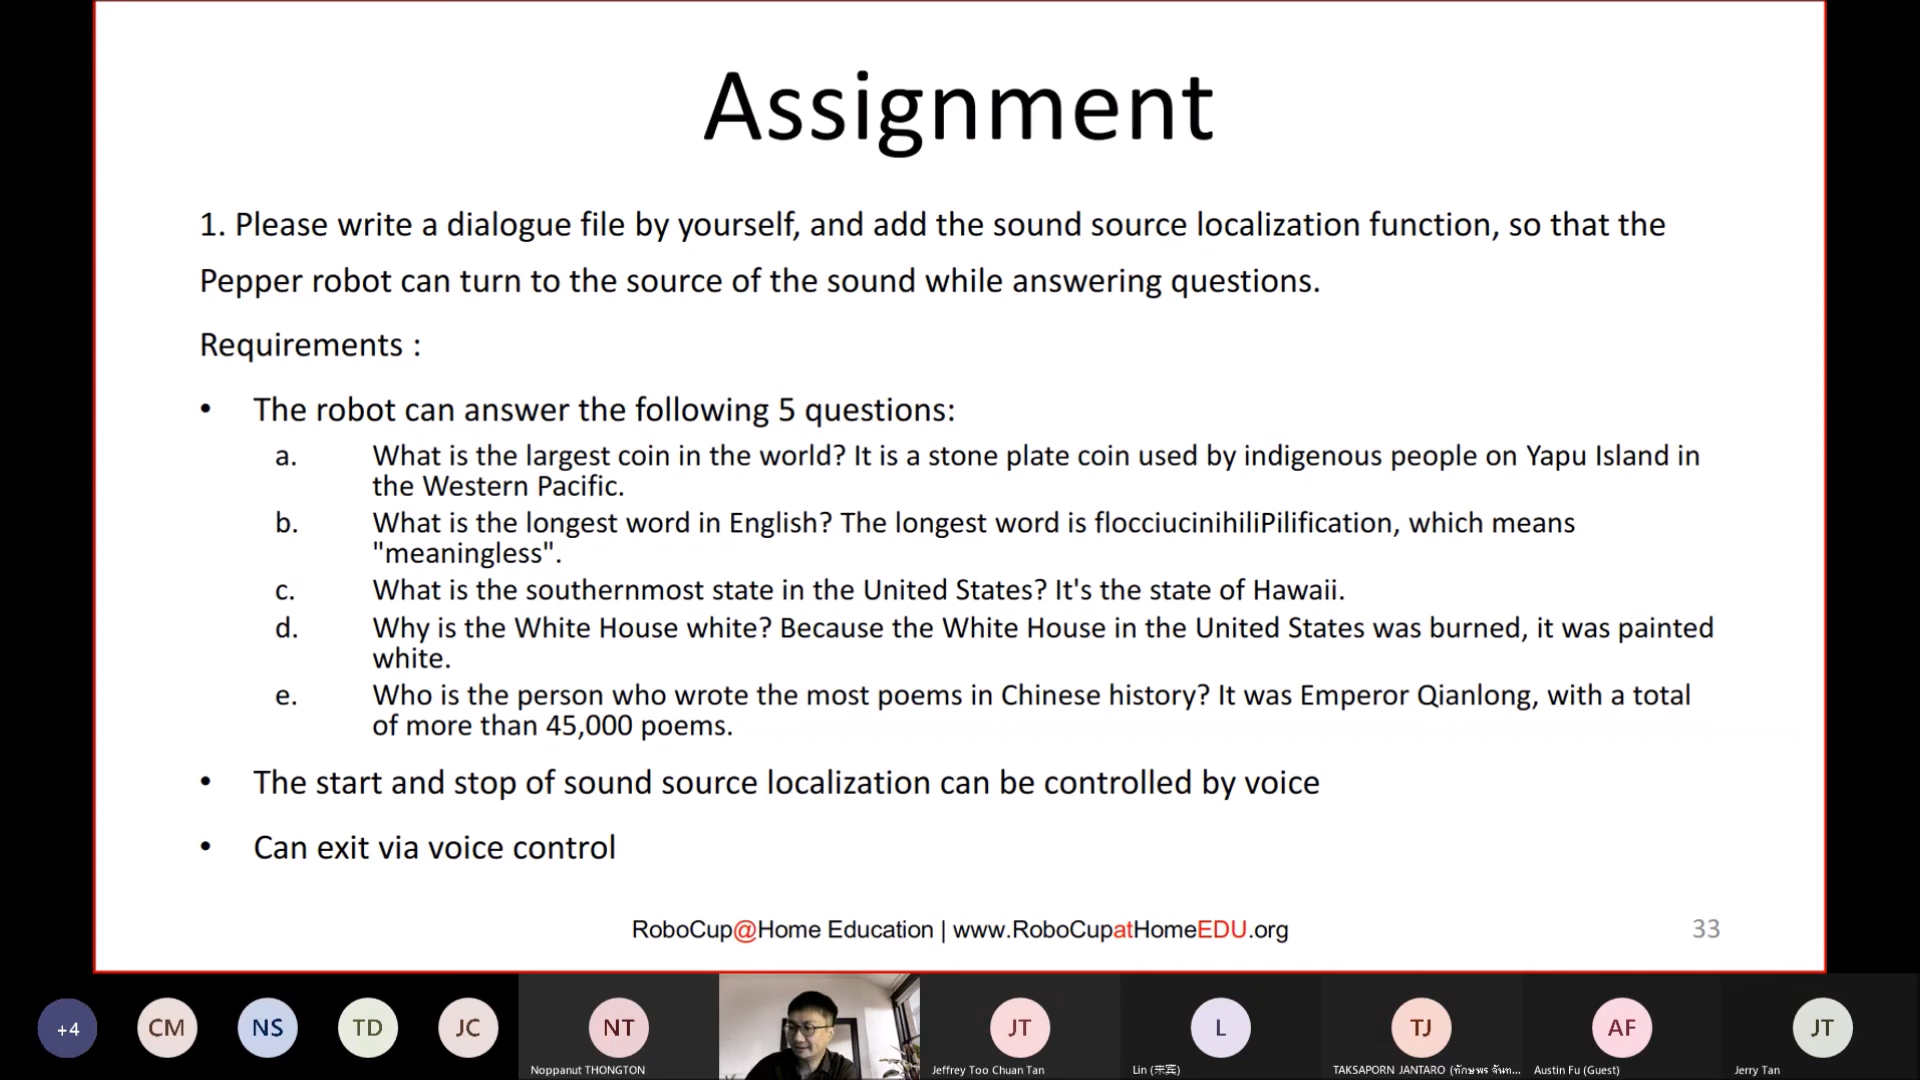 Assignment
1. Please write a dialogue file by yourself, and add the sound source localization function, so that the
Pepper robot can turn to the source of the sound while answering questions.
Requirements :
• The robot can answer the following 5 questions:
a. What is the largest coin in the world? It is a stone plate coin used by indigenous people on Yapu Island in
the Western Pacific.
b. What is the longest word in English? The longest word is flocciucinihiliPilification, which means
"meaningless".
c. What is the southernmost state in the United States? It's the state of Hawaii.
d. Why is the White House white? Because the White House in the United States was burned, it was painted
white.
e. Who is the person who wrote the most poems in Chinese history? It was Emperor Qianlong, with a total
of more than 45,000 poems.
• The start and stop of sound source localization can be controlled by voice
• Can exit via voice control
RoboCup@Home Education | www.RoboCupatHomeEDU.org
33
+4 CM NS TD JC NT JT L TJ AF JT
Noppanut THONGTON Jeffrey Too Chuan Tan Lin (宋宾) TAKSAPORN JANTARO (ทักษพร จันท... Austin Fu (Guest) Jerry Tan